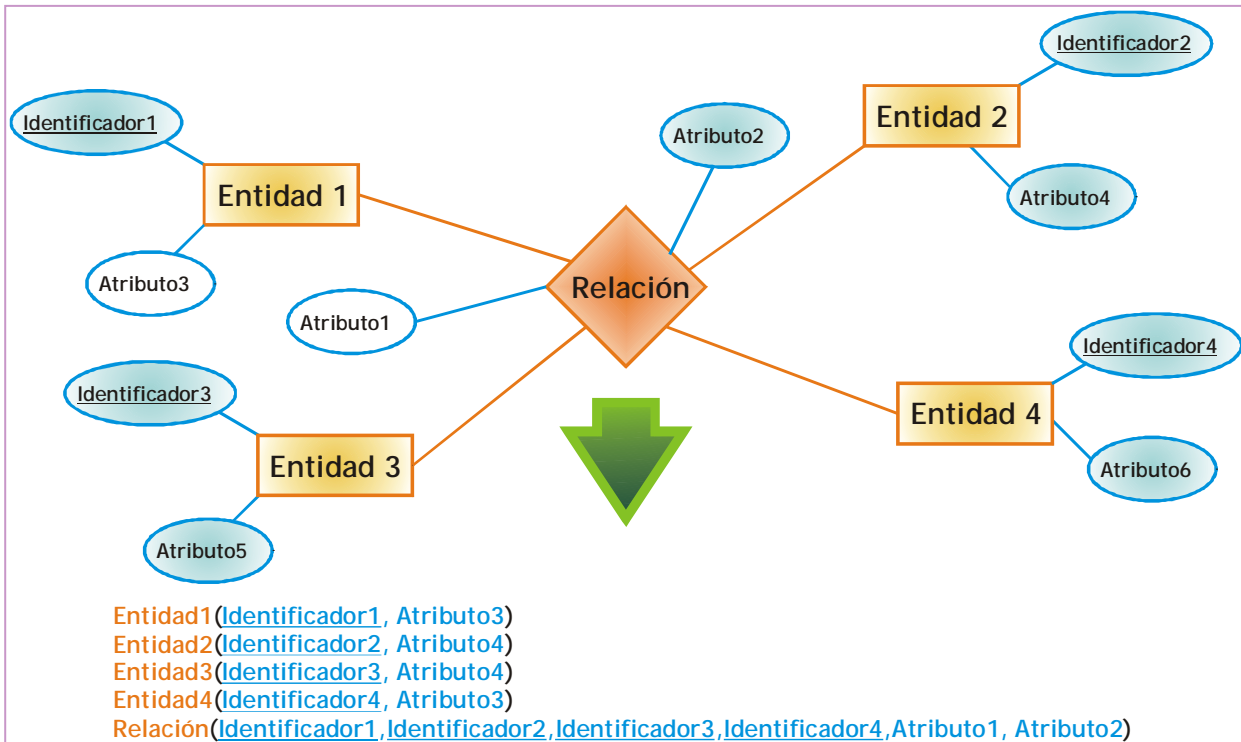 Identificador2
Entidad 2
Identificador1
Atributo2
Entidad 1
Atributo4
Atributo3
Relación
Atributo1
Identificador4
Identificador3
Entidad 4
Entidad 3
Atributo6
Atributo5
Entidad1(Identificador1, Atributo3)
Entidad2(Identificador2, Atributo4)
Entidad3(Identificador3, Atributo4)
Entidad4(Identificador4, Atributo3)
Relación(Identificador1,Identificador2,Identificador3,Identificador4,Atributo1, Atributo2)